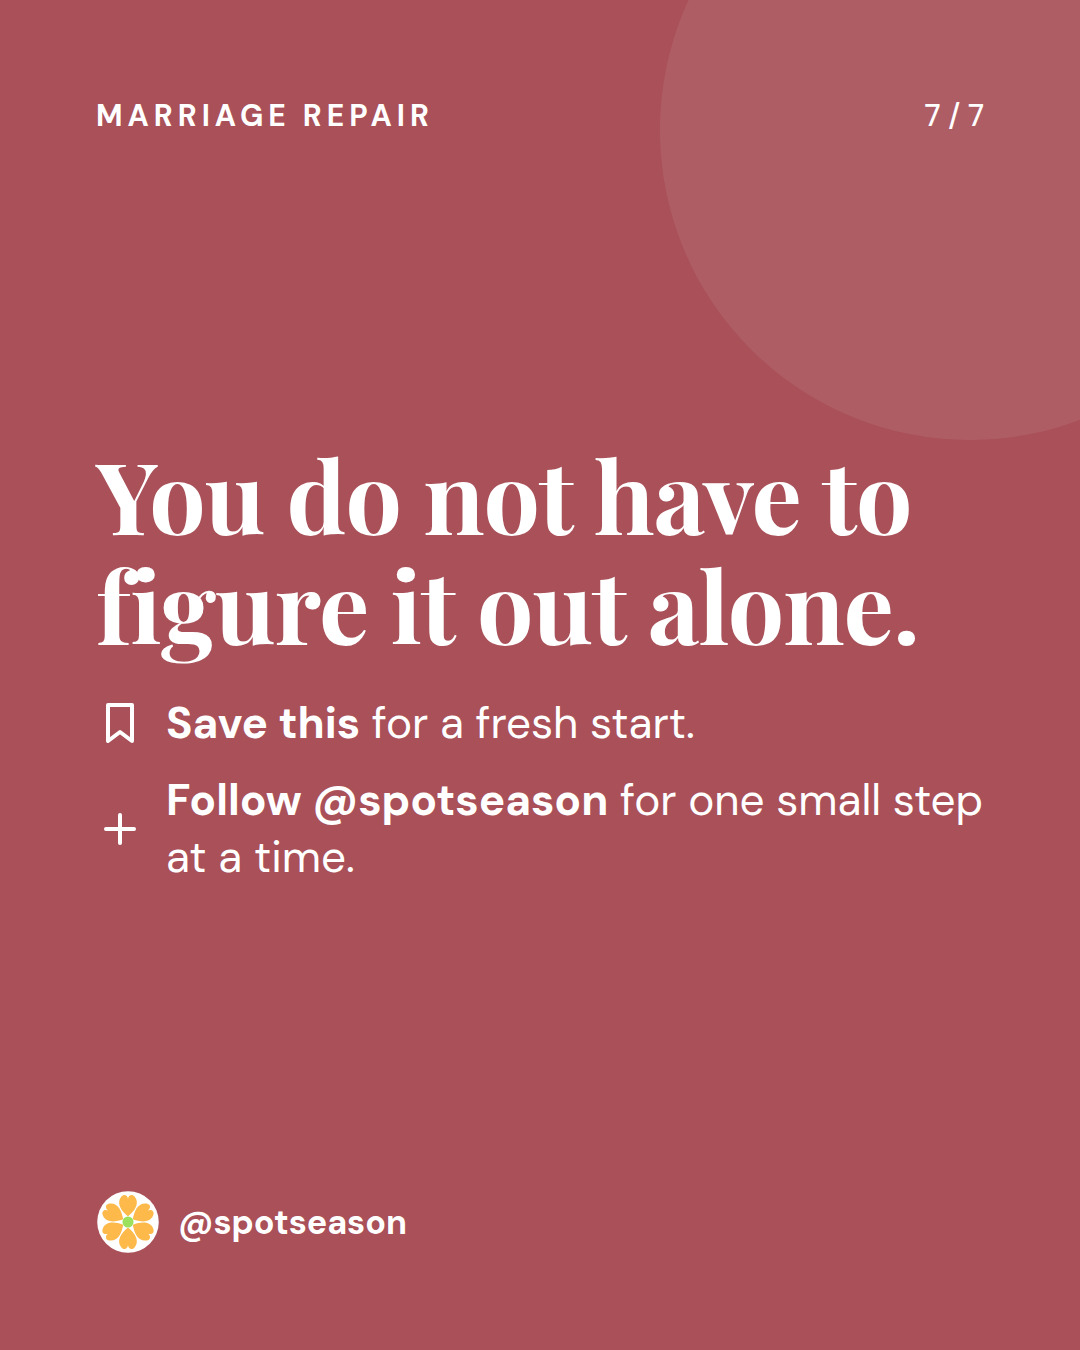 MARRIAGE REPAIR
7/7
You do not have to
figure it out alone.
Save this for a fresh start.
Follow @spotseason for one small step
at a time.
@spotseason